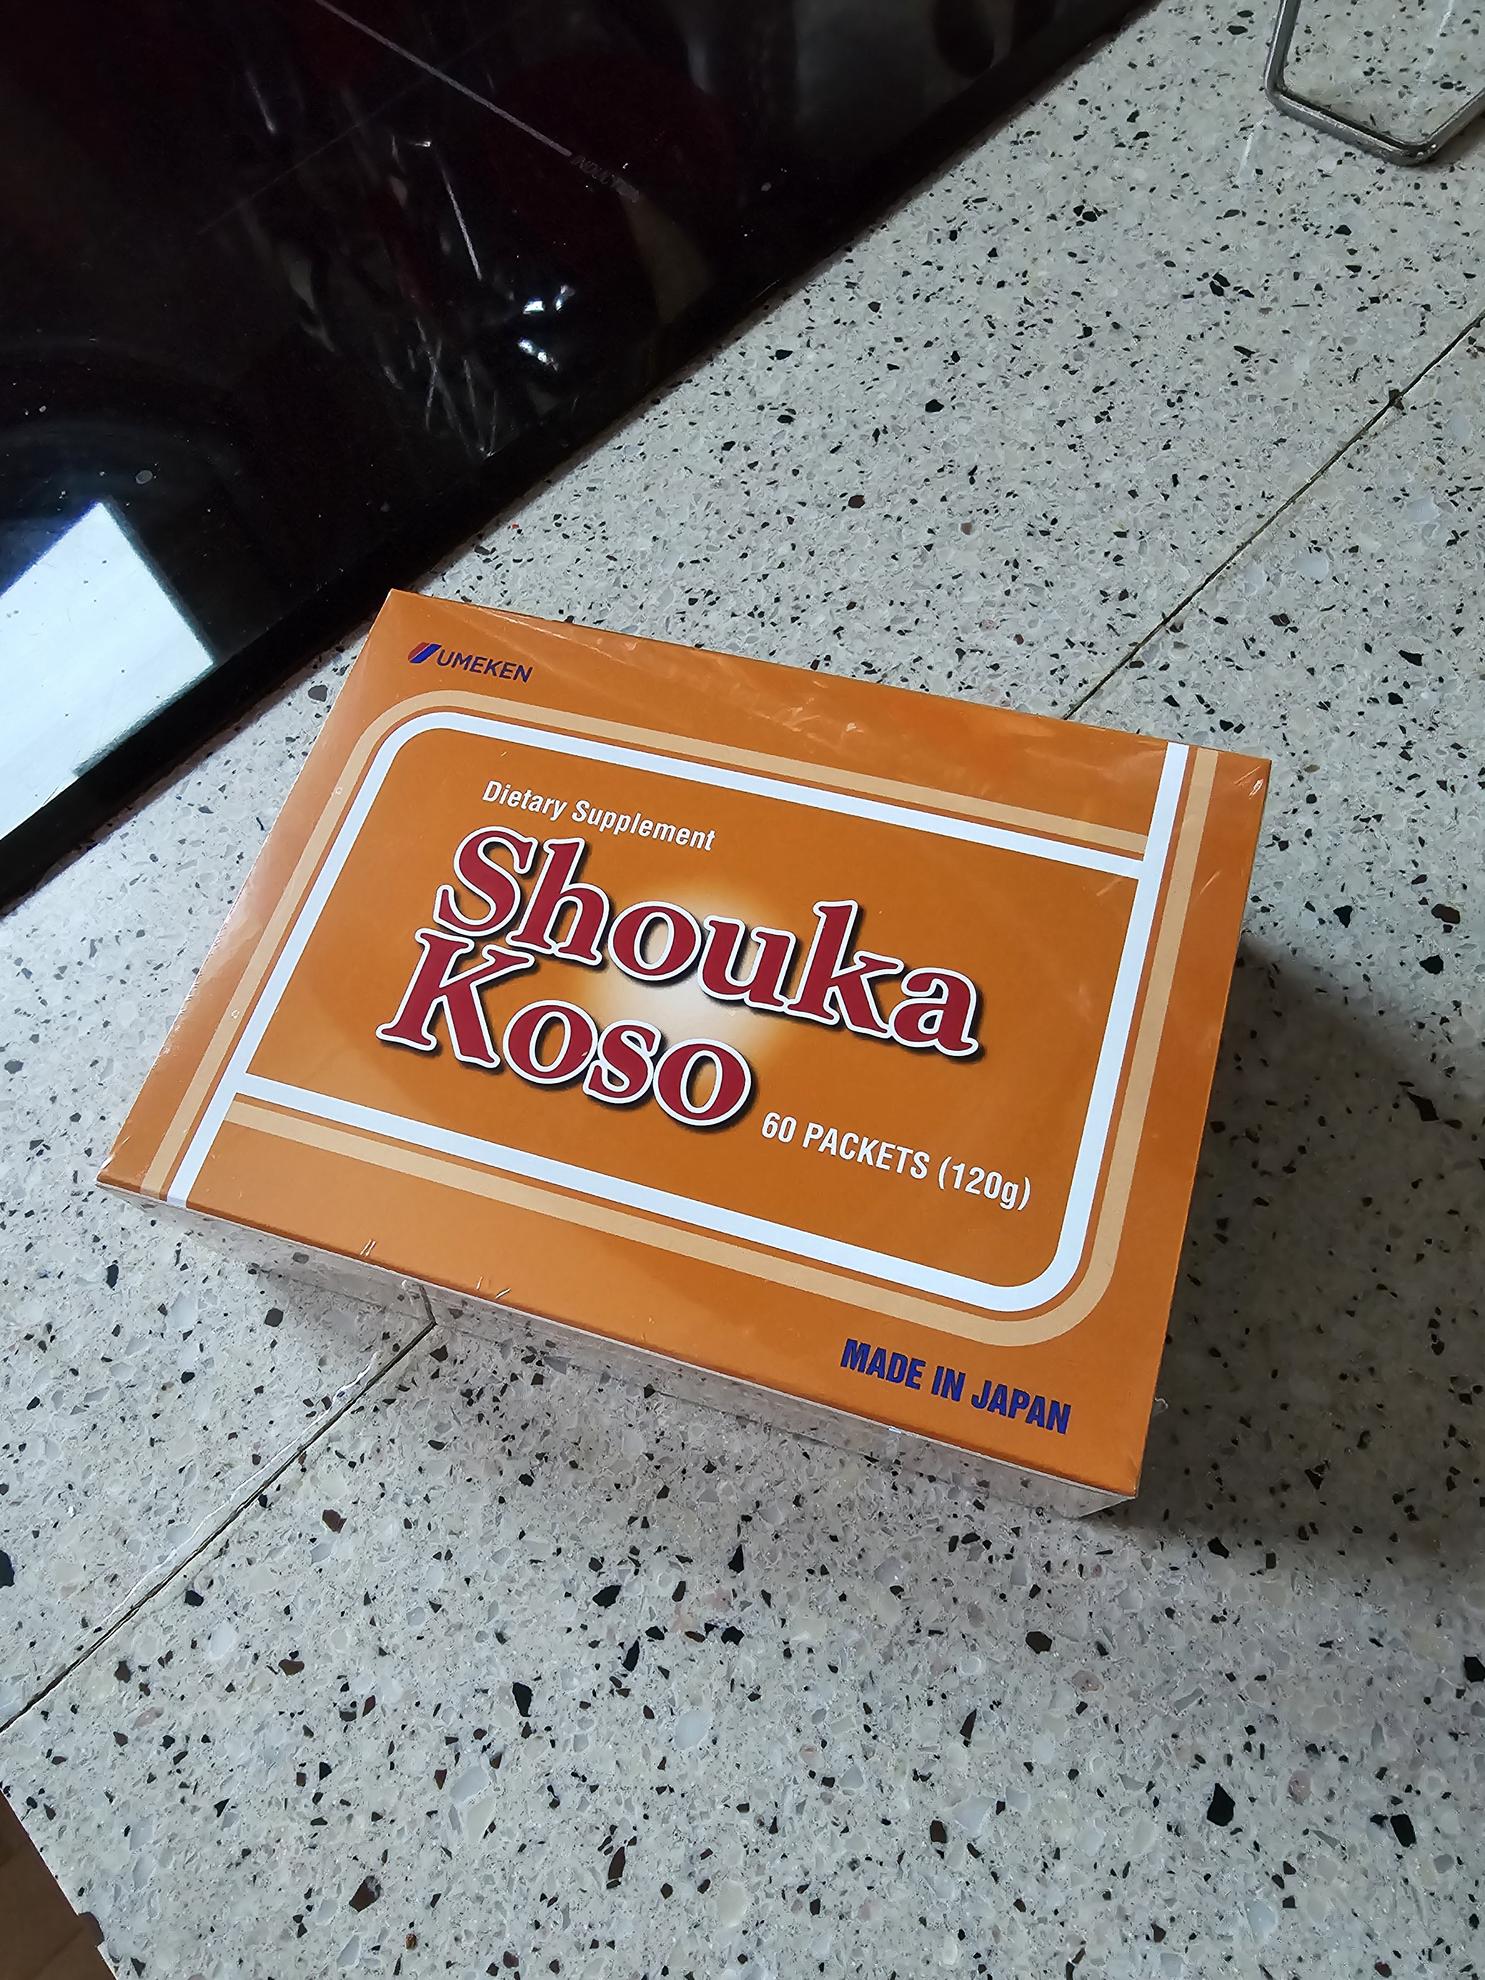 UMEKEN
Dietary Supplement
Shouka
Koso
60 PACKETS (120g)
MADE IN JAPAN